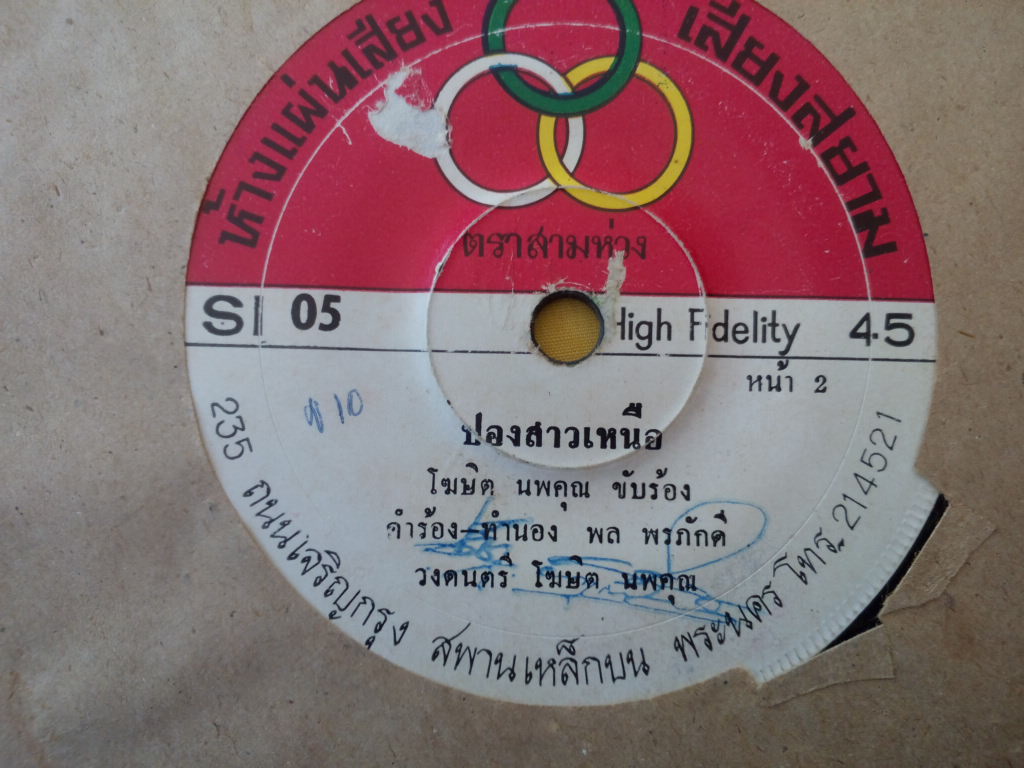 ห้างแผ่นเสียง เสียงสยาม
ตราสามห่วง
SI 05 High Fidelity 45
หน้า 2
10
ปองสาวเหนือ
โฆษิต นพคุณ ขับร้อง
คำร้อง-ทำนอง พล พรภักดี
วงดนตรี โฆษิต นพคุณ
235 ถนนเจริญกรุง สพานเหล็กบน พระนคร โทร. 214521